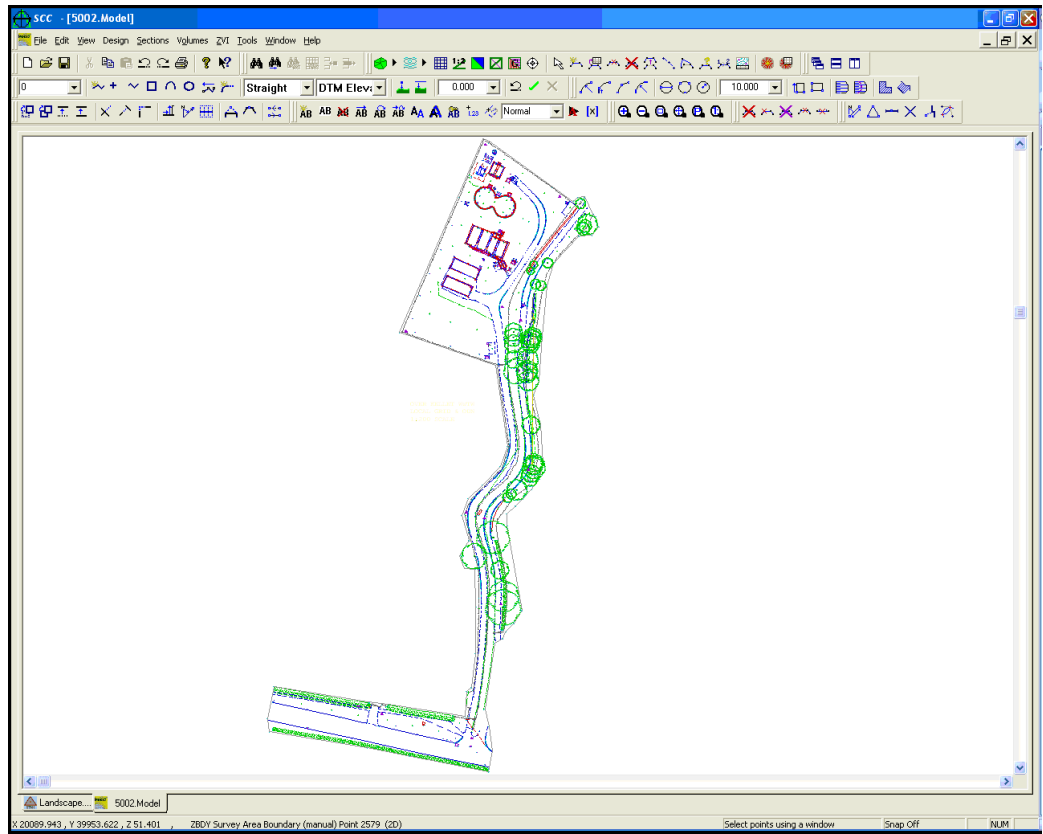 SCC - [5002.Model]
File Edit View Design Sections Volumes ZVI Tools Window Help
0 Straight DTM Elev: 0.000 10.000
AB AB AB AB AB AB AA A AB 123 Normal [x]
Landscape.... 5002.Model
X 20089.943 , Y 39953.622 , Z 51.401 , ZBDY Survey Area Boundary (manual) Point 2579 (2D) Select points using a window Snap Off NUM